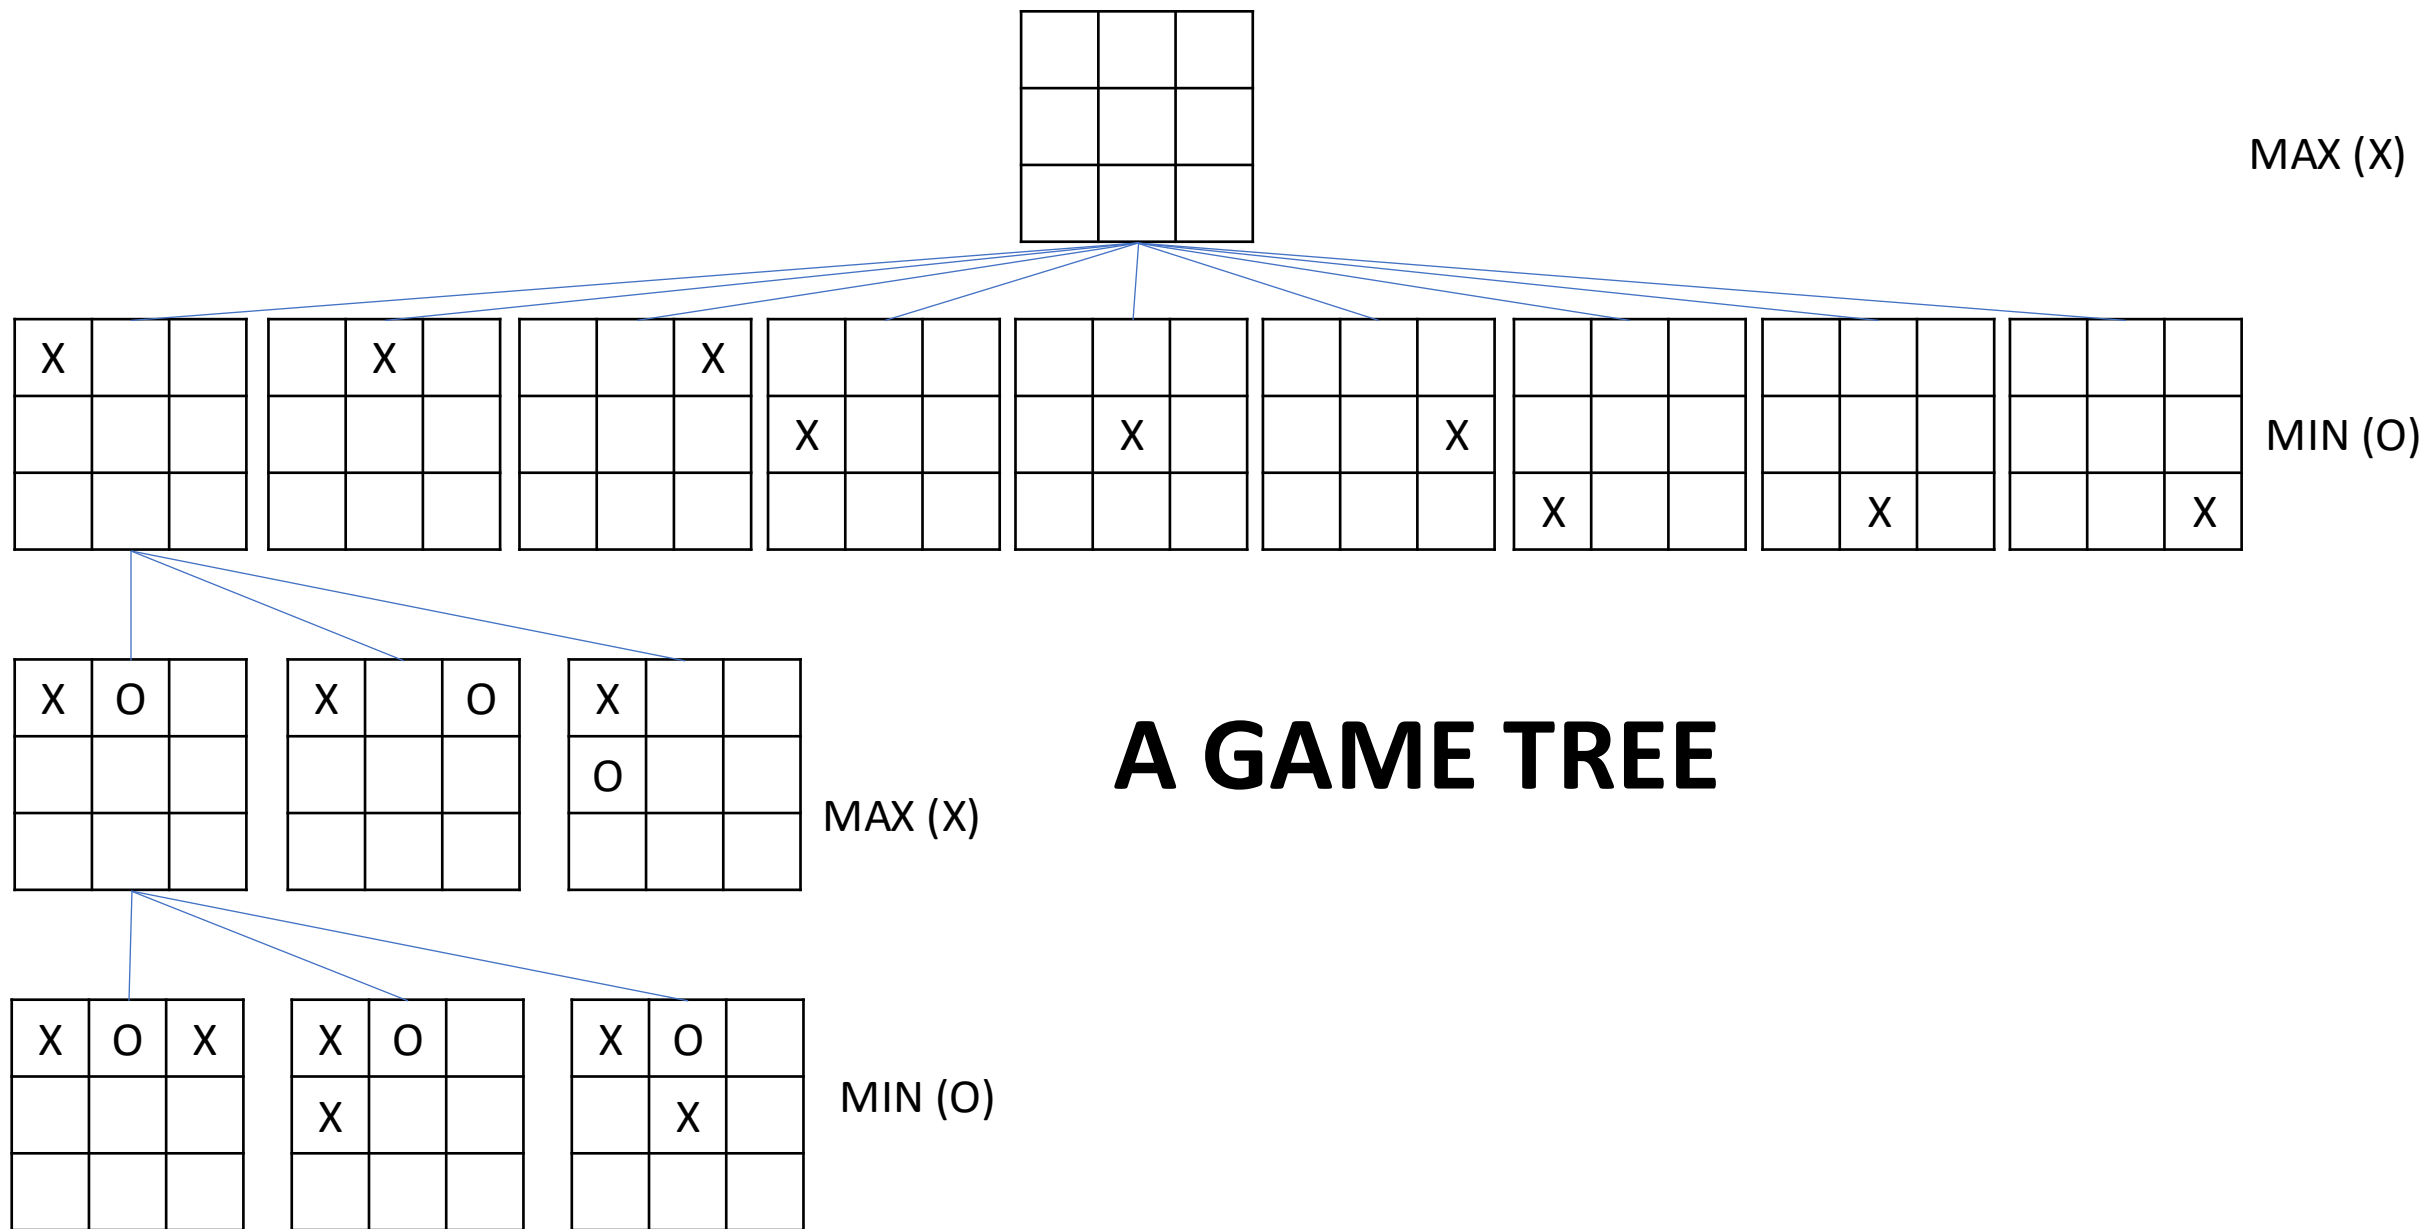 MAX (X)
X X X
X X X MIN (O)
X X X
X O X O X
A GAME TREE
O
MAX (X)
X O X X O X O
X X MIN (O)